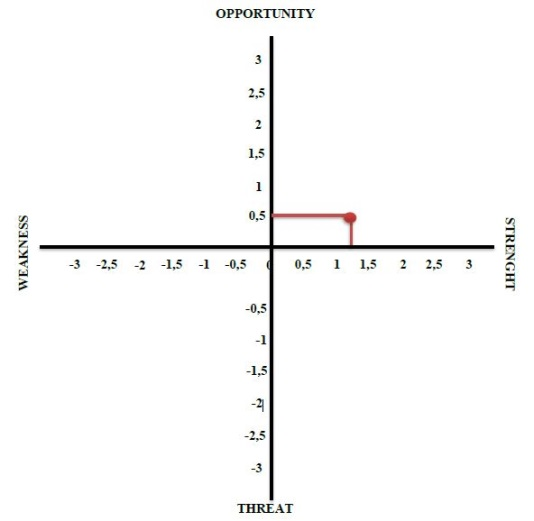 OPPORTUNITY
3
2,5
2
1,5
1
0,5
WEAKNESS
STRENGHT
-3 -2,5 -2 -1,5 -1 -0,5 0 0,5 1 1,5 2 2,5 3
-0,5
-1
-1,5
-2
-2,5
-3
THREAT